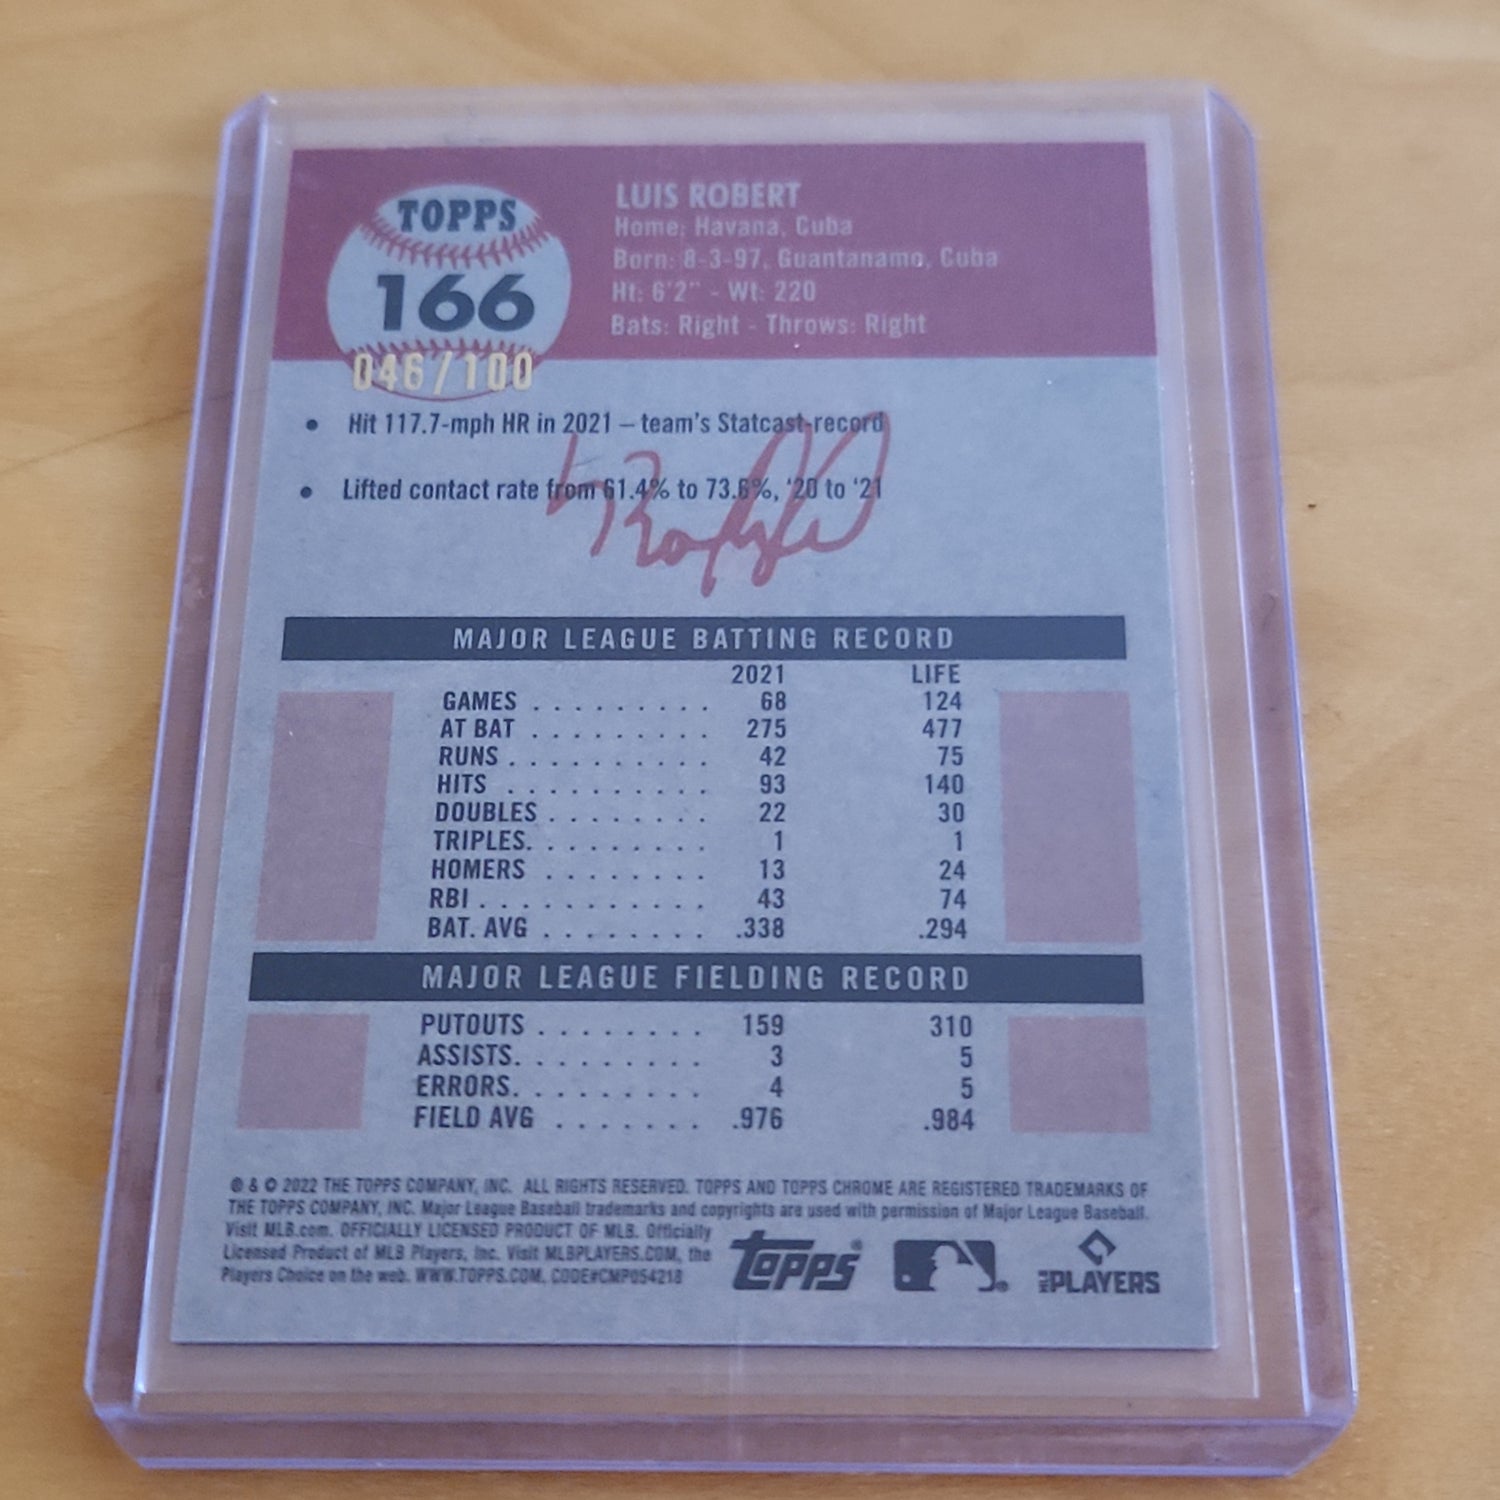 TOPPS
166
046/100
LUIS ROBERT
Home: Havana, Cuba
Born: 8-3-97, Guantanamo, Cuba
Ht: 6'2" - Wt: 220
Bats: Right - Throws: Right
• Hit 117.7-mph HR in 2021 – team's Statcast-record
• Lifted contact rate from 61.4% to 73.6%, '20 to '21
MAJOR LEAGUE BATTING RECORD
2021 LIFE
GAMES . . . . . . . . . 68 124
AT BAT . . . . . . . . . 275 477
RUNS . . . . . . . . . . 42 75
HITS . . . . . . . . . . 93 140
DOUBLES . . . . . . . . 22 30
TRIPLES. . . . . . . . . 1 1
HOMERS . . . . . . . . 13 24
RBI . . . . . . . . . . . 43 74
BAT. AVG . . . . . . . . .338 .294
MAJOR LEAGUE FIELDING RECORD
PUTOUTS . . . . . . . . 159 310
ASSISTS. . . . . . . . . 3 5
ERRORS. . . . . . . . . 4 5
FIELD AVG . . . . . . . .976 .984
® & © 2022 THE TOPPS COMPANY, INC. ALL RIGHTS RESERVED. TOPPS AND TOPPS CHROME ARE REGISTERED TRADEMARKS OF
THE TOPPS COMPANY, INC. Major League Baseball trademarks and copyrights are used with permission of Major League Baseball.
Visit MLB.com. OFFICIALLY LICENSED PRODUCT OF MLB. Officially
Licensed Product of MLB Players, Inc. Visit MLBPLAYERS.COM, the
Players Choice on the web. WWW.TOPPS.COM. CODE#CMP054218
Topps®
MLB PLAYERS